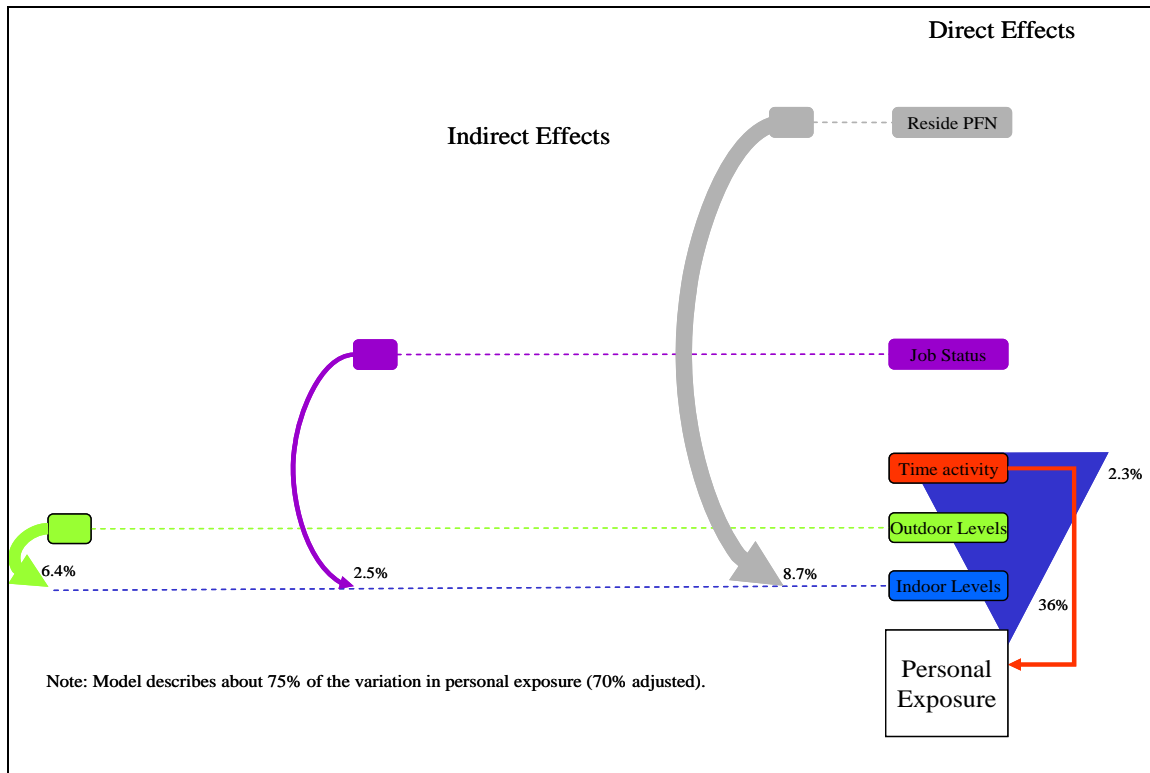 Direct Effects
Reside PFN
Indirect Effects
Job Status
Time activity
2.3%
Outdoor Levels
6.4%
2.5%
8.7%
Indoor Levels
36%
Personal
Exposure
Note: Model describes about 75% of the variation in personal exposure (70% adjusted).